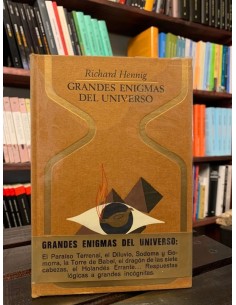 Richard Hennig
GRANDES ENIGMAS
DEL UNIVERSO
GRANDES ENIGMAS DEL UNIVERSO:
El Paraíso Terrenal, el Diluvio, Sodoma y Go-
morra, la Torre de Babel, el dragón de las siete
cabezas, el Holandés Errante... Respuestas
lógicas a grandes incógnitas.